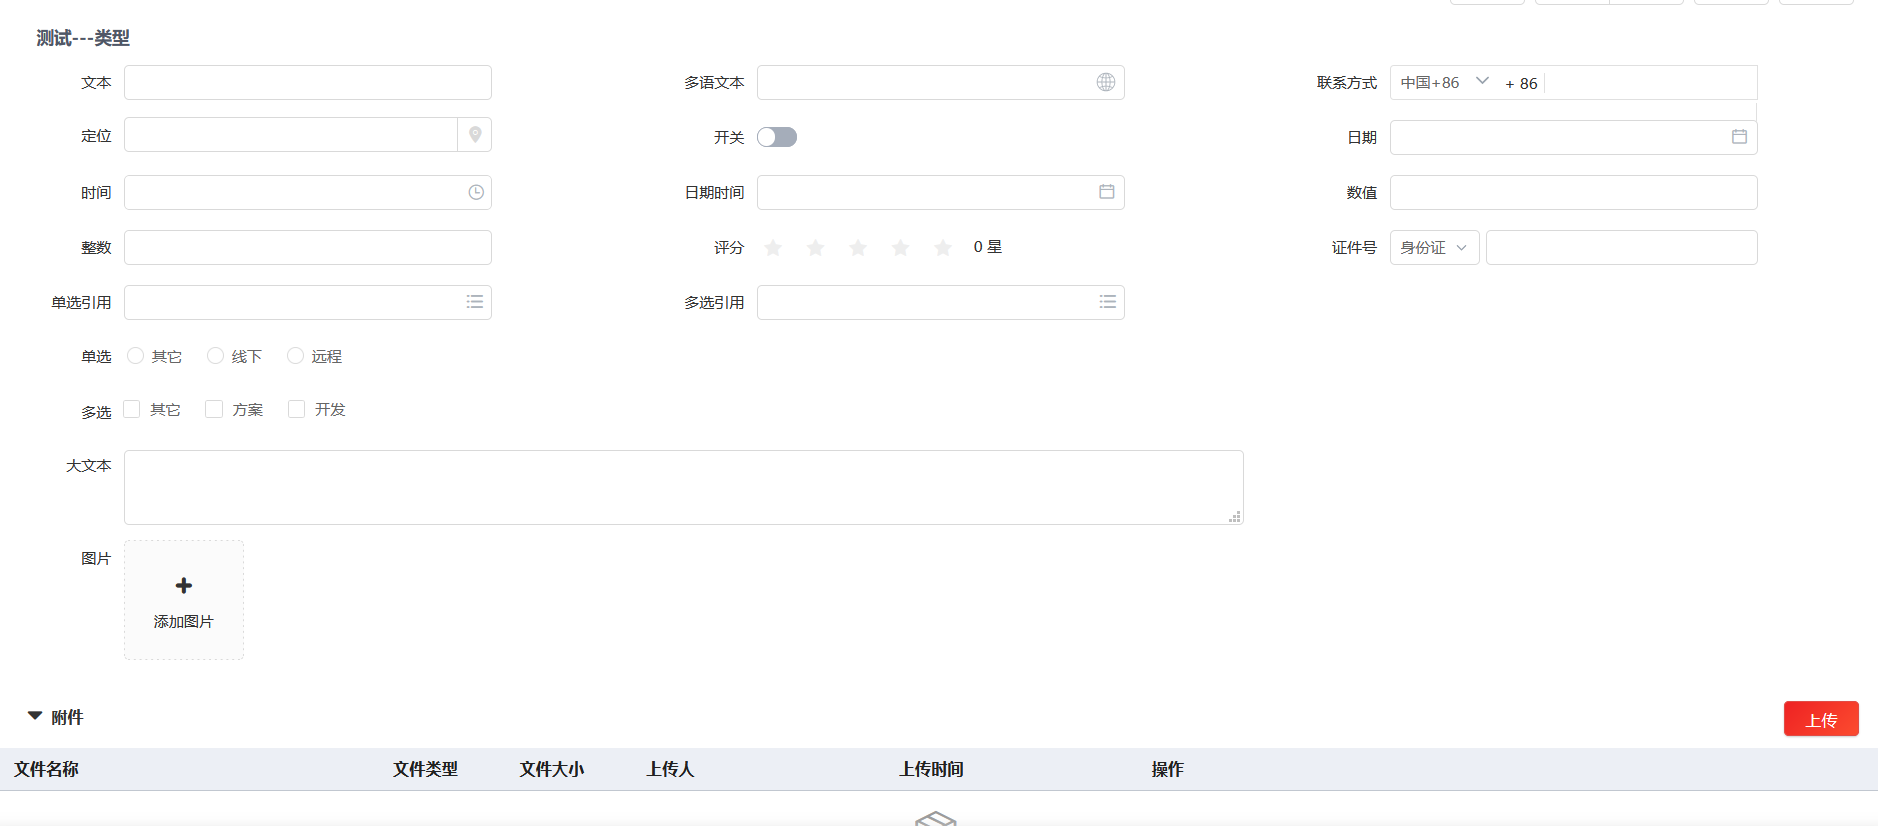 测试---类型
文本 多语文本 联系方式 中国+86 + 86
定位 开关 日期
时间 日期时间 数值
整数 评分 0 星 证件号 身份证
单选引用 多选引用
单选 其它 线下 远程
多选 其它 方案 开发
大文本
图片
添加图片
附件 上传
文件名称 文件类型 文件大小 上传人 上传时间 操作